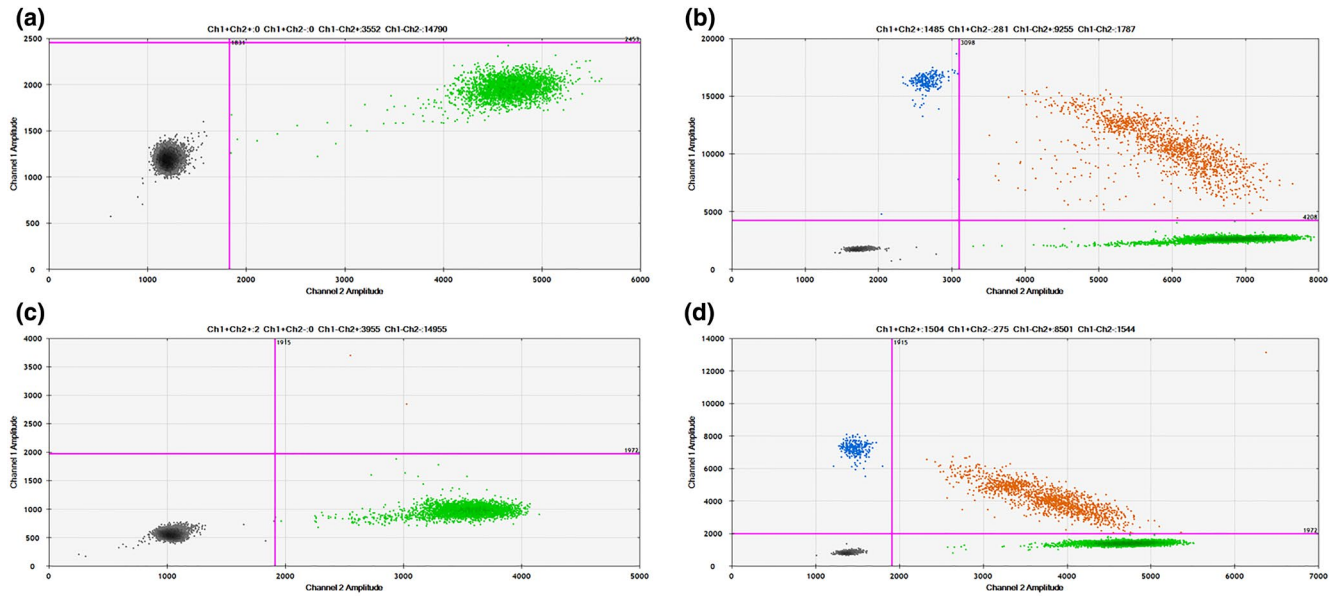 (a)
Ch1+Ch2+:0 Ch1+Ch2-:0 Ch1-Ch2+:3552 Ch1-Ch2-:14790
2500
2000
1500
1000
500
0
Channel 1 Amplitude
1831
2453
0 1000 2000 3000 4000 5000 6000
Channel 2 Amplitude
(b)
Ch1+Ch2+:1485 Ch1+Ch2-:281 Ch1-Ch2+:9255 Ch1-Ch2-:1787
20000
15000
10000
5000
0
Channel 1 Amplitude
3098
4208
0 1000 2000 3000 4000 5000 6000 7000 8000
Channel 2 Amplitude
(c)
Ch1+Ch2+:2 Ch1+Ch2-:0 Ch1-Ch2+:3955 Ch1-Ch2-:14955
4000
3500
3000
2500
2000
1500
1000
500
0
Channel 1 Amplitude
1915
1972
0 1000 2000 3000 4000 5000
Channel 2 Amplitude
(d)
Ch1+Ch2+:1504 Ch1+Ch2-:275 Ch1-Ch2+:8501 Ch1-Ch2-:1544
14000
12000
10000
8000
6000
4000
2000
0
Channel 1 Amplitude
1915
1972
0 1000 2000 3000 4000 5000 6000 7000
Channel 2 Amplitude